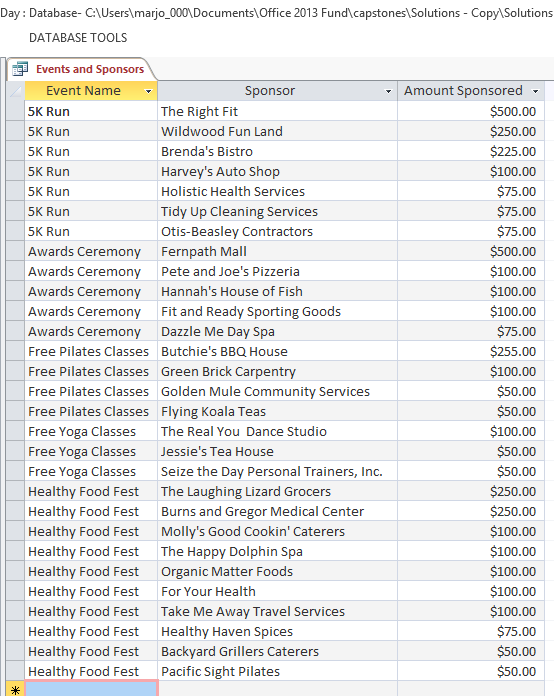 Day : Database- C:\Users\marjo_000\Documents\Office 2013 Fund\capstones\Solutions - Copy\Solutions
DATABASE TOOLS
Events and Sponsors
Event Name Sponsor Amount Sponsored
5K Run The Right Fit $500.00
5K Run Wildwood Fun Land $250.00
5K Run Brenda's Bistro $225.00
5K Run Harvey's Auto Shop $100.00
5K Run Holistic Health Services $75.00
5K Run Tidy Up Cleaning Services $75.00
5K Run Otis-Beasley Contractors $75.00
Awards Ceremony Fernpath Mall $500.00
Awards Ceremony Pete and Joe's Pizzeria $100.00
Awards Ceremony Hannah's House of Fish $100.00
Awards Ceremony Fit and Ready Sporting Goods $100.00
Awards Ceremony Dazzle Me Day Spa $75.00
Free Pilates Classes Butchie's BBQ House $255.00
Free Pilates Classes Green Brick Carpentry $100.00
Free Pilates Classes Golden Mule Community Services $50.00
Free Pilates Classes Flying Koala Teas $50.00
Free Yoga Classes The Real You  Dance Studio $100.00
Free Yoga Classes Jessie's Tea House $50.00
Free Yoga Classes Seize the Day Personal Trainers, Inc. $50.00
Healthy Food Fest The Laughing Lizard Grocers $250.00
Healthy Food Fest Burns and Gregor Medical Center $250.00
Healthy Food Fest Molly's Good Cookin' Caterers $100.00
Healthy Food Fest The Happy Dolphin Spa $100.00
Healthy Food Fest Organic Matter Foods $100.00
Healthy Food Fest For Your Health $100.00
Healthy Food Fest Take Me Away Travel Services $100.00
Healthy Food Fest Healthy Haven Spices $75.00
Healthy Food Fest Backyard Grillers Caterers $50.00
Healthy Food Fest Pacific Sight Pilates $50.00